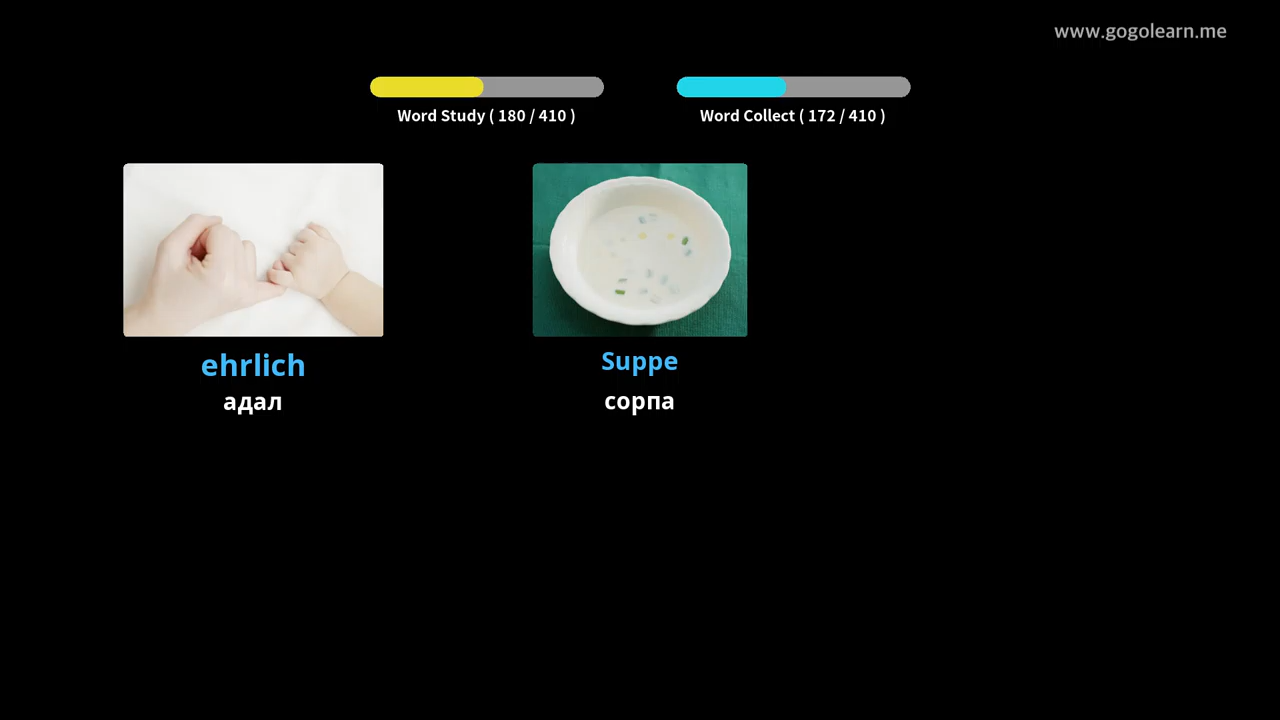 www.gogolearn.me
Word Study ( 180 / 410 )
Word Collect ( 172 / 410 )
ehrlich
адал
Suppe
сорпа